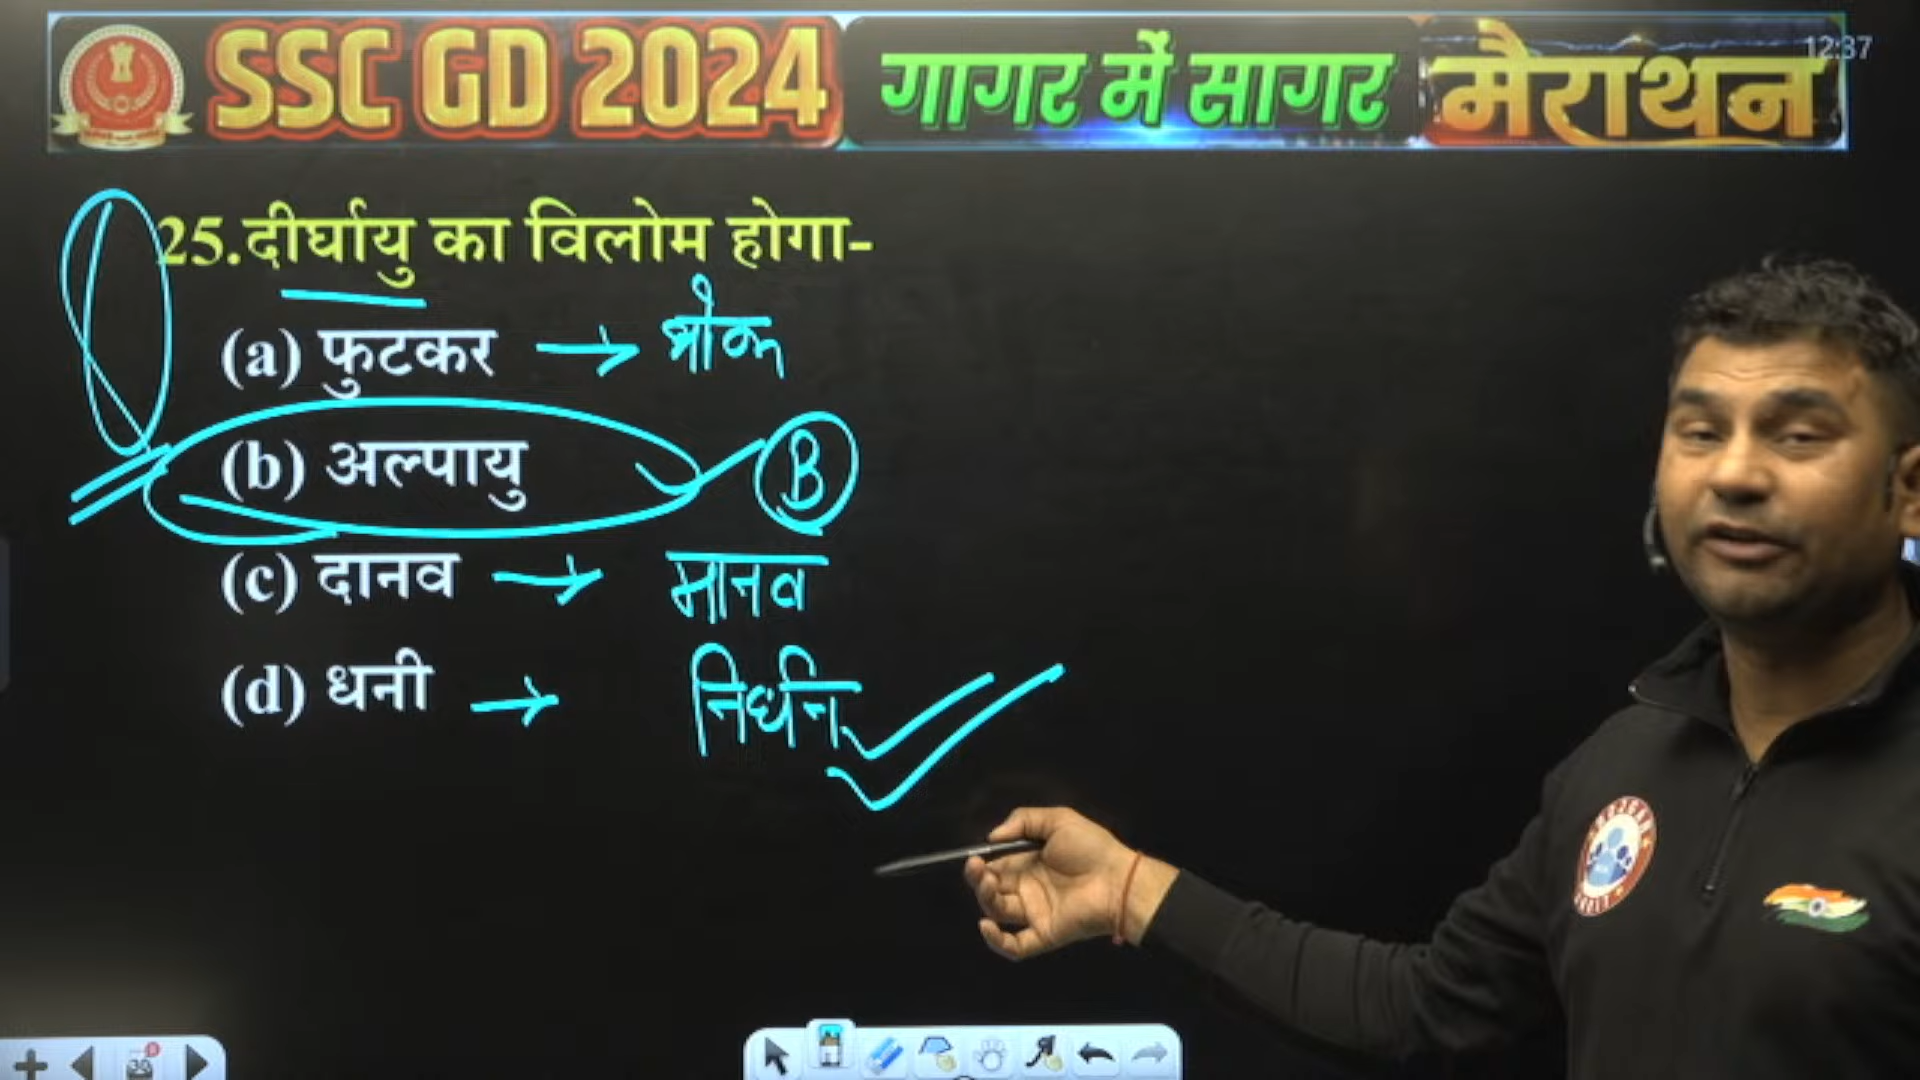 SSC GD 2024 गागर में सागर मैराथन
12:37
25.दीर्घायु का विलोम होगा-
(a) फुटकर →
(b) अल्पायु B
(c) दानव → मानव
(d) धनी → निर्धन